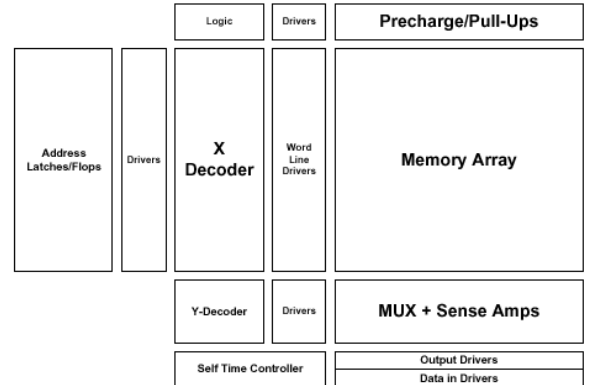 Logic
Drivers
Precharge/Pull-Ups
Address
Latches/Flops
Drivers
X
Decoder
Word
Line
Drivers
Memory Array
Y-Decoder
Drivers
MUX + Sense Amps
Self Time Controller
Output Drivers
Data in Drivers